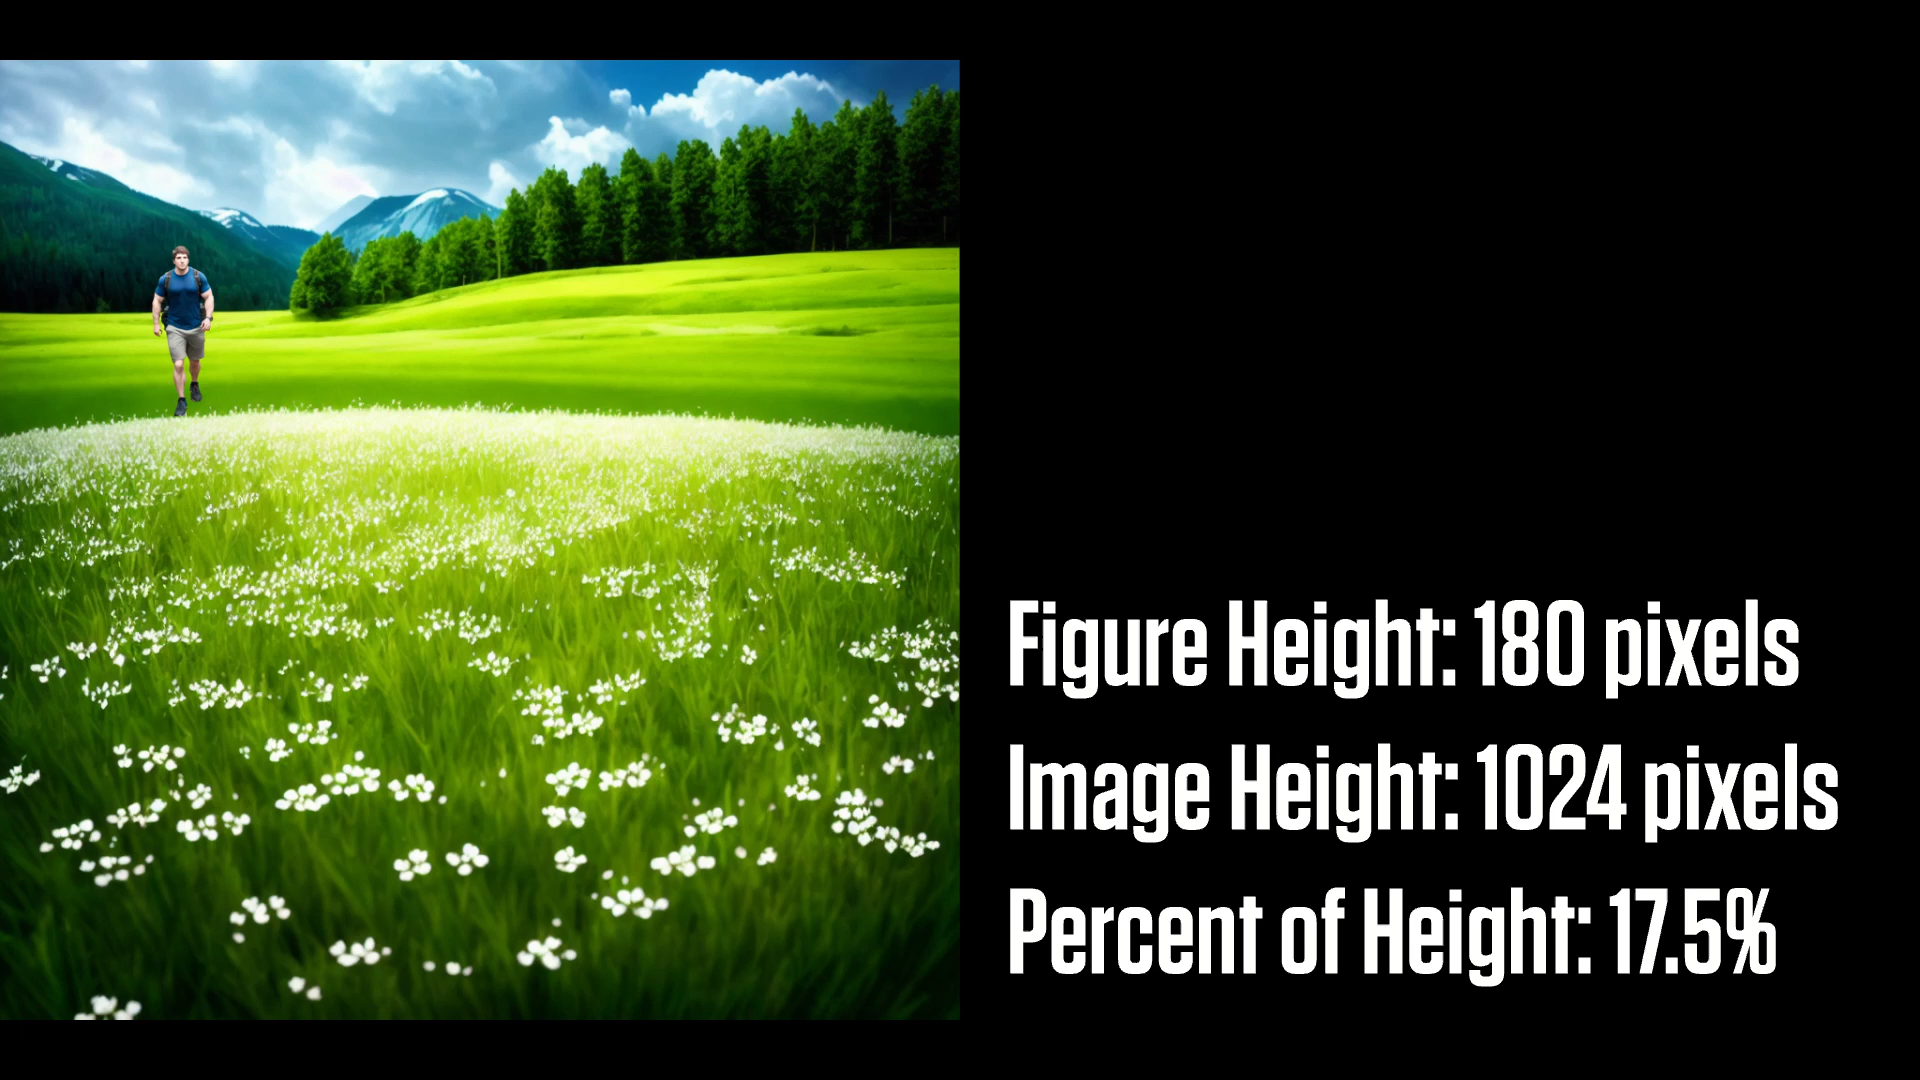 Figure Height: 180 pixels
Image Height: 1024 pixels
Percent of Height: 17.5%